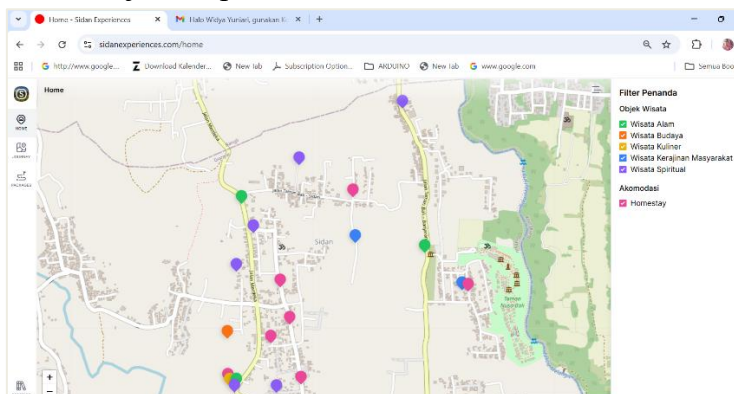 Home - Sidan Experiences
Halo Widya Yuniari, gunakan K
sidanexperiences.com/home
http://www.google...
Download Kalender...
New Tab
Subscription Option...
ARDUINO
New Tab
www.google.com
Semua Boo
Home
HOME
JOURNEY
PACKAGES
Sidan
Filter Penanda
Objek Wisata
Wisata Alam
Wisata Budaya
Wisata Kuliner
Wisata Kerajinan Masyarakat
Wisata Spiritual
Akomodasi
Homestay
+
−